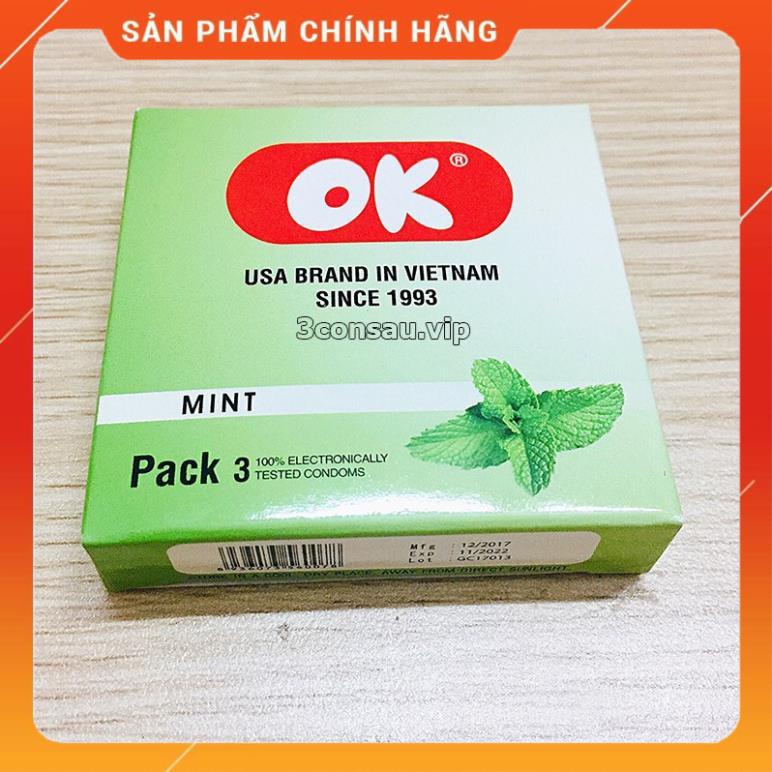 SẢN PHẨM CHÍNH HÃNG
OK®
USA BRAND IN VIETNAM
SINCE 1993
3consau.vip
MINT
Pack 3 100% ELECTRONICALLY
TESTED CONDOMS
Mfg : 12/2017
Exp : 11/2022
Lot : GC17013
STORE IN A COOL, DRY PLACE, AWAY FROM DIRECT SUNLIGHT.